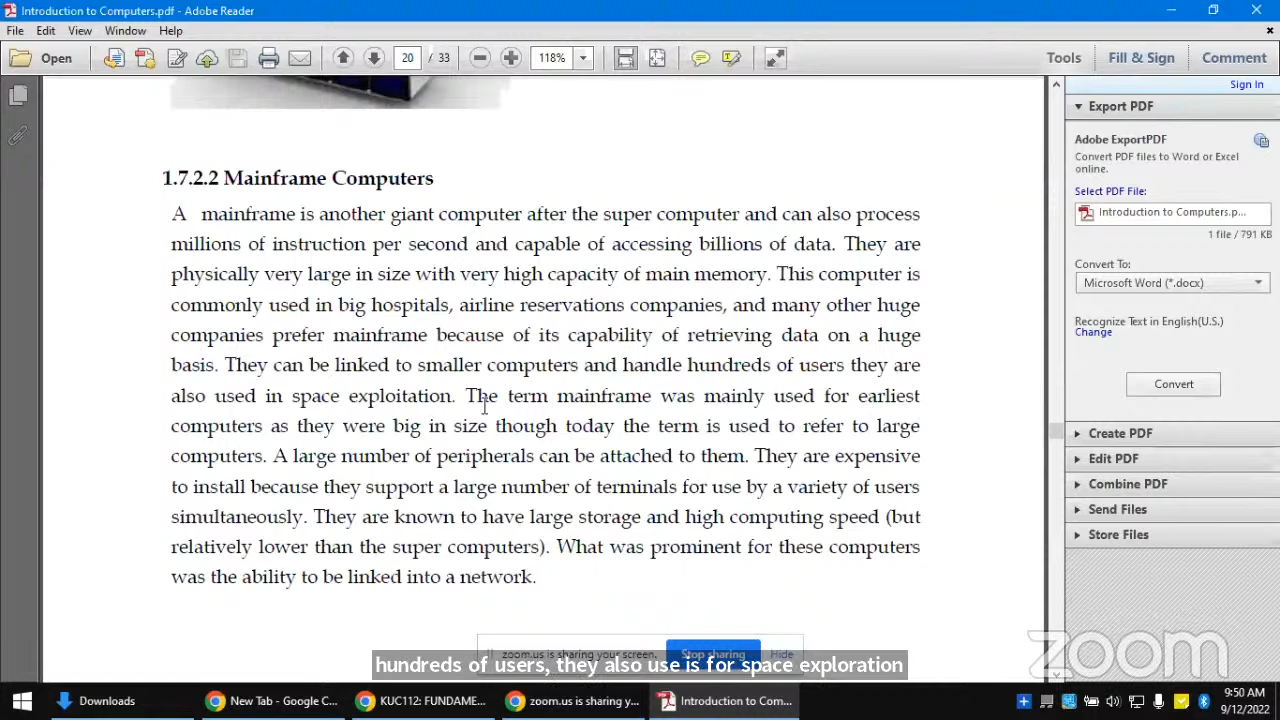 Introduction to Computers.pdf - Adobe Reader
File Edit View Window Help
Open 20 / 33 118% Tools Fill & Sign Comment
Sign In
Export PDF
Adobe ExportPDF
Convert PDF files to Word or Excel
online.
Select PDF File:
Introduction to Computers.p...
1 file / 791 KB
Convert To:
Microsoft Word (*.docx)
Recognize Text in English(U.S.)
Change
Convert
Create PDF
Edit PDF
Combine PDF
Send Files
Store Files
1.7.2.2 Mainframe Computers
A mainframe is another giant computer after the super computer and can also process
millions of instruction per second and capable of accessing billions of data. They are
physically very large in size with very high capacity of main memory. This computer is
commonly used in big hospitals, airline reservations companies, and many other huge
companies prefer mainframe because of its capability of retrieving data on a huge
basis. They can be linked to smaller computers and handle hundreds of users they are
also used in space exploitation. The term mainframe was mainly used for earliest
computers as they were big in size though today the term is used to refer to large
computers. A large number of peripherals can be attached to them. They are expensive
to install because they support a large number of terminals for use by a variety of users
simultaneously. They are known to have large storage and high computing speed (but
relatively lower than the super computers). What was prominent for these computers
was the ability to be linked into a network.
zoom.us is sharing your screen. Stop sharing Hide
hundreds of users, they also use is for space exploration
zoom
Downloads New Tab - Google C... KUC112: FUNDAME... zoom.us is sharing y... Introduction to Com...
9:50 AM
9/12/2022